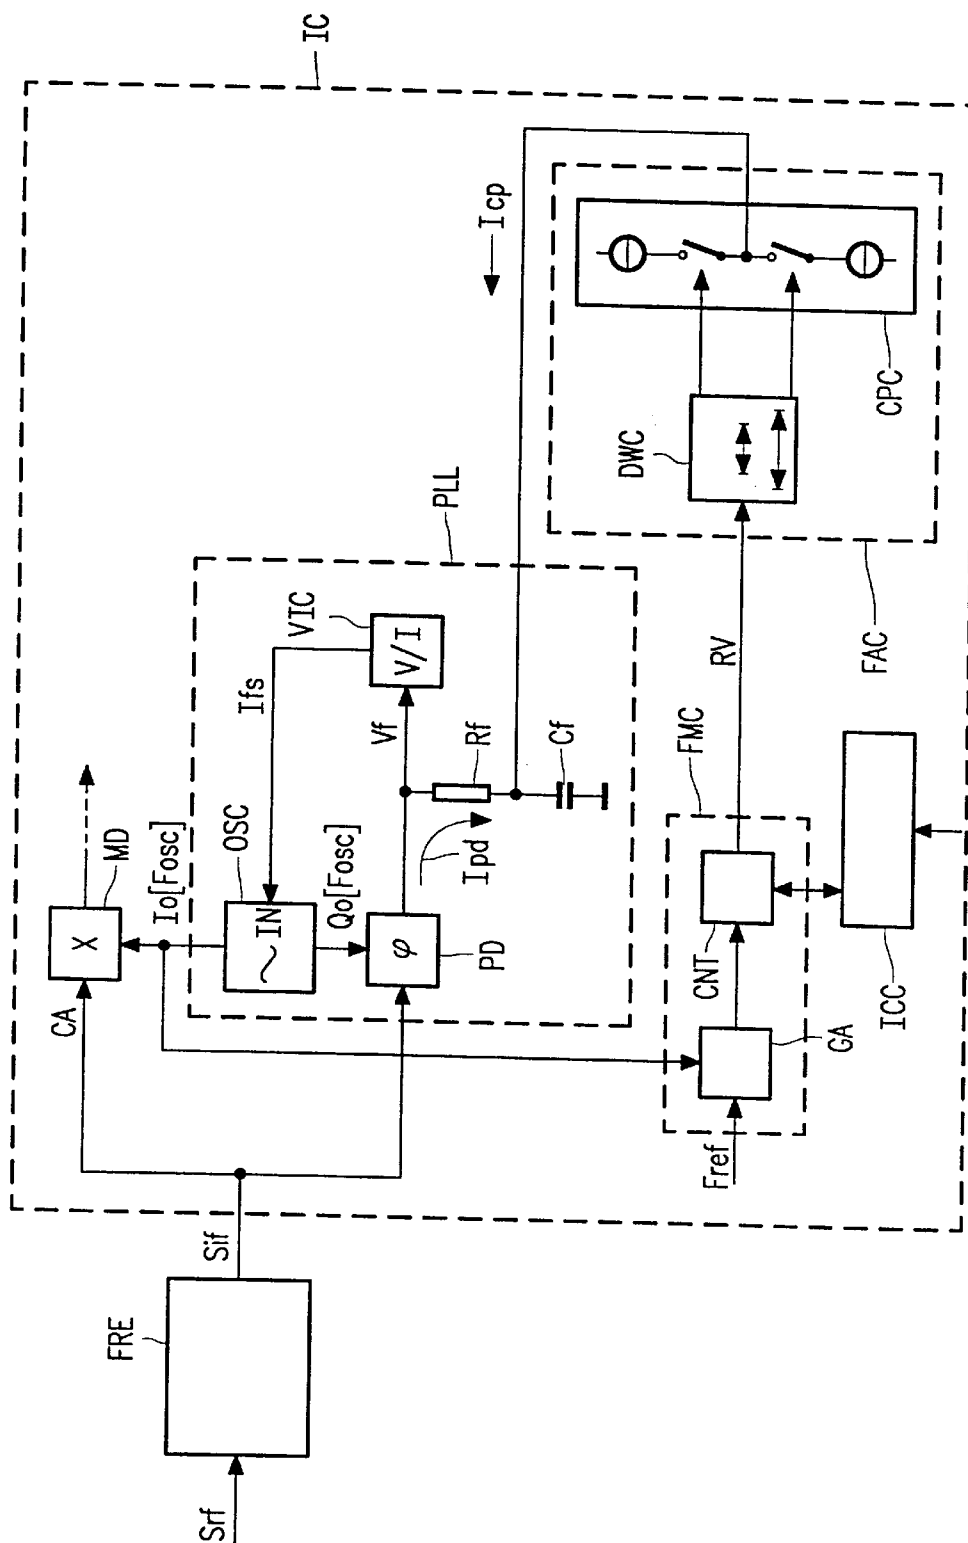 Srf
FRE
Sif
IC
CA
X
MD
Io[Fosc]
OSC
~IN
Ifs
VIC
V/I
PLL
Qo[Fosc]
φ
PD
Vf
Ipd
Rf
Cf
Icp
Fref
GA
CNT
FMC
ICC
RV
FAC
DWC
CPC